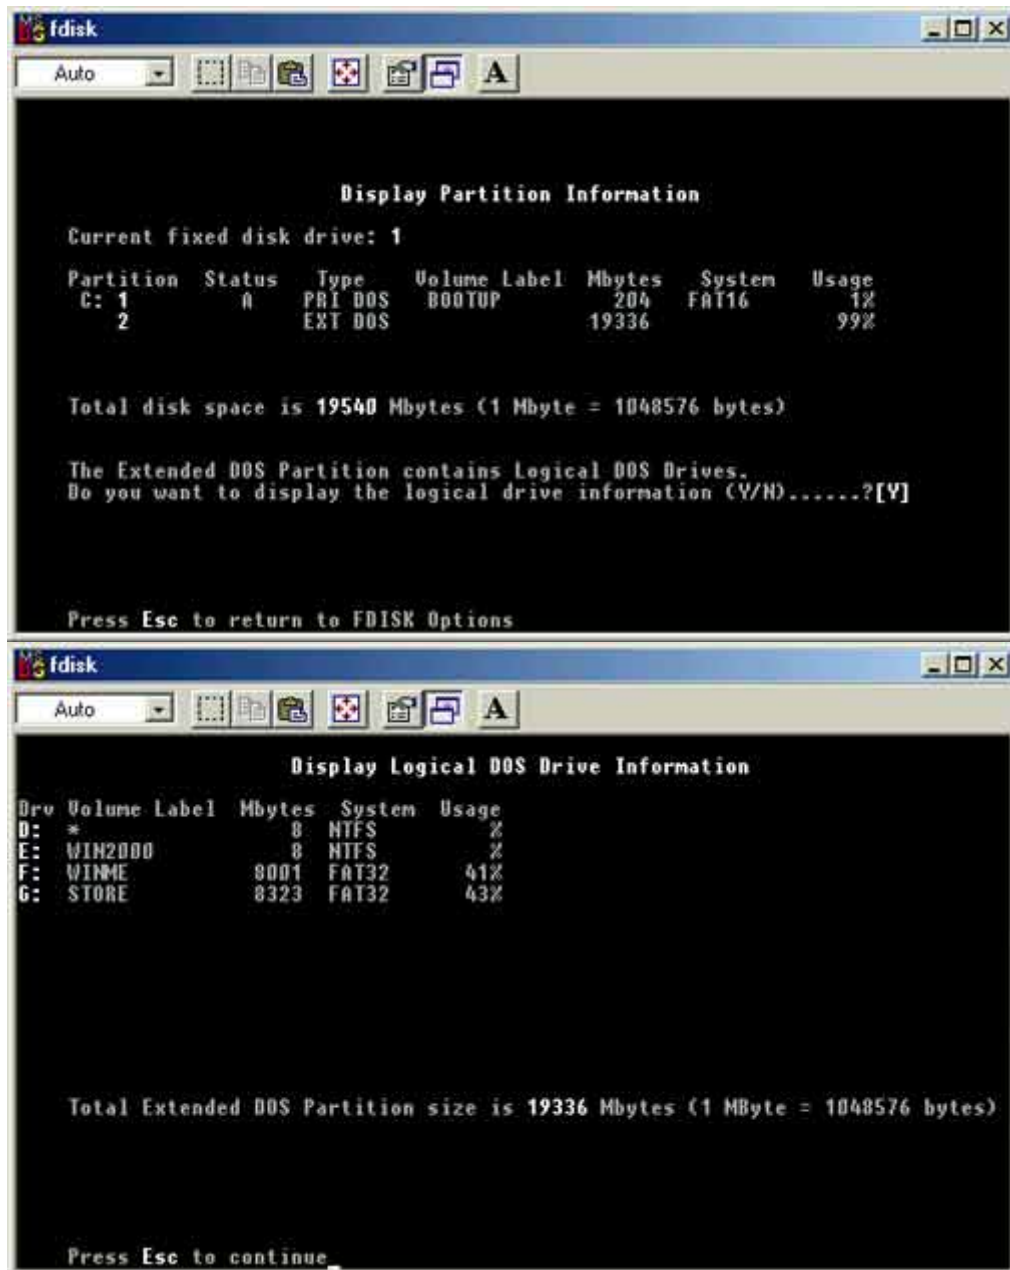 fdisk
Auto
A
Display Partition Information
Current fixed disk drive: 1
Partition Status Type Volume Label Mbytes System Usage
C: 1 A PRI DOS BOOTUP 204 FAT16 1%
2 EXT DOS 19336 99%
Total disk space is 19540 Mbytes (1 Mbyte = 1048576 bytes)
The Extended DOS Partition contains Logical DOS Drives.
Do you want to display the logical drive information (Y/N)......?[Y]
Press Esc to return to FDISK Options
fdisk
Auto
A
Display Logical DOS Drive Information
Drv Volume Label Mbytes System Usage
D: * 8 NTFS %
E: WIN2000 8 NTFS %
F: WINME 8001 FAT32 41%
G: STORE 8323 FAT32 43%
Total Extended DOS Partition size is 19336 Mbytes (1 MByte = 1048576 bytes)
Press Esc to continue_